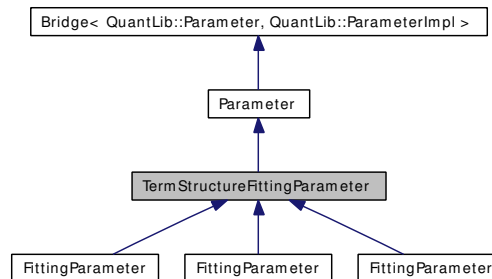 Bridge< QuantLib::Parameter, QuantLib::ParameterImpl >
Parameter
TermStructureFittingParameter
FittingParameter
FittingParameter
FittingParameter